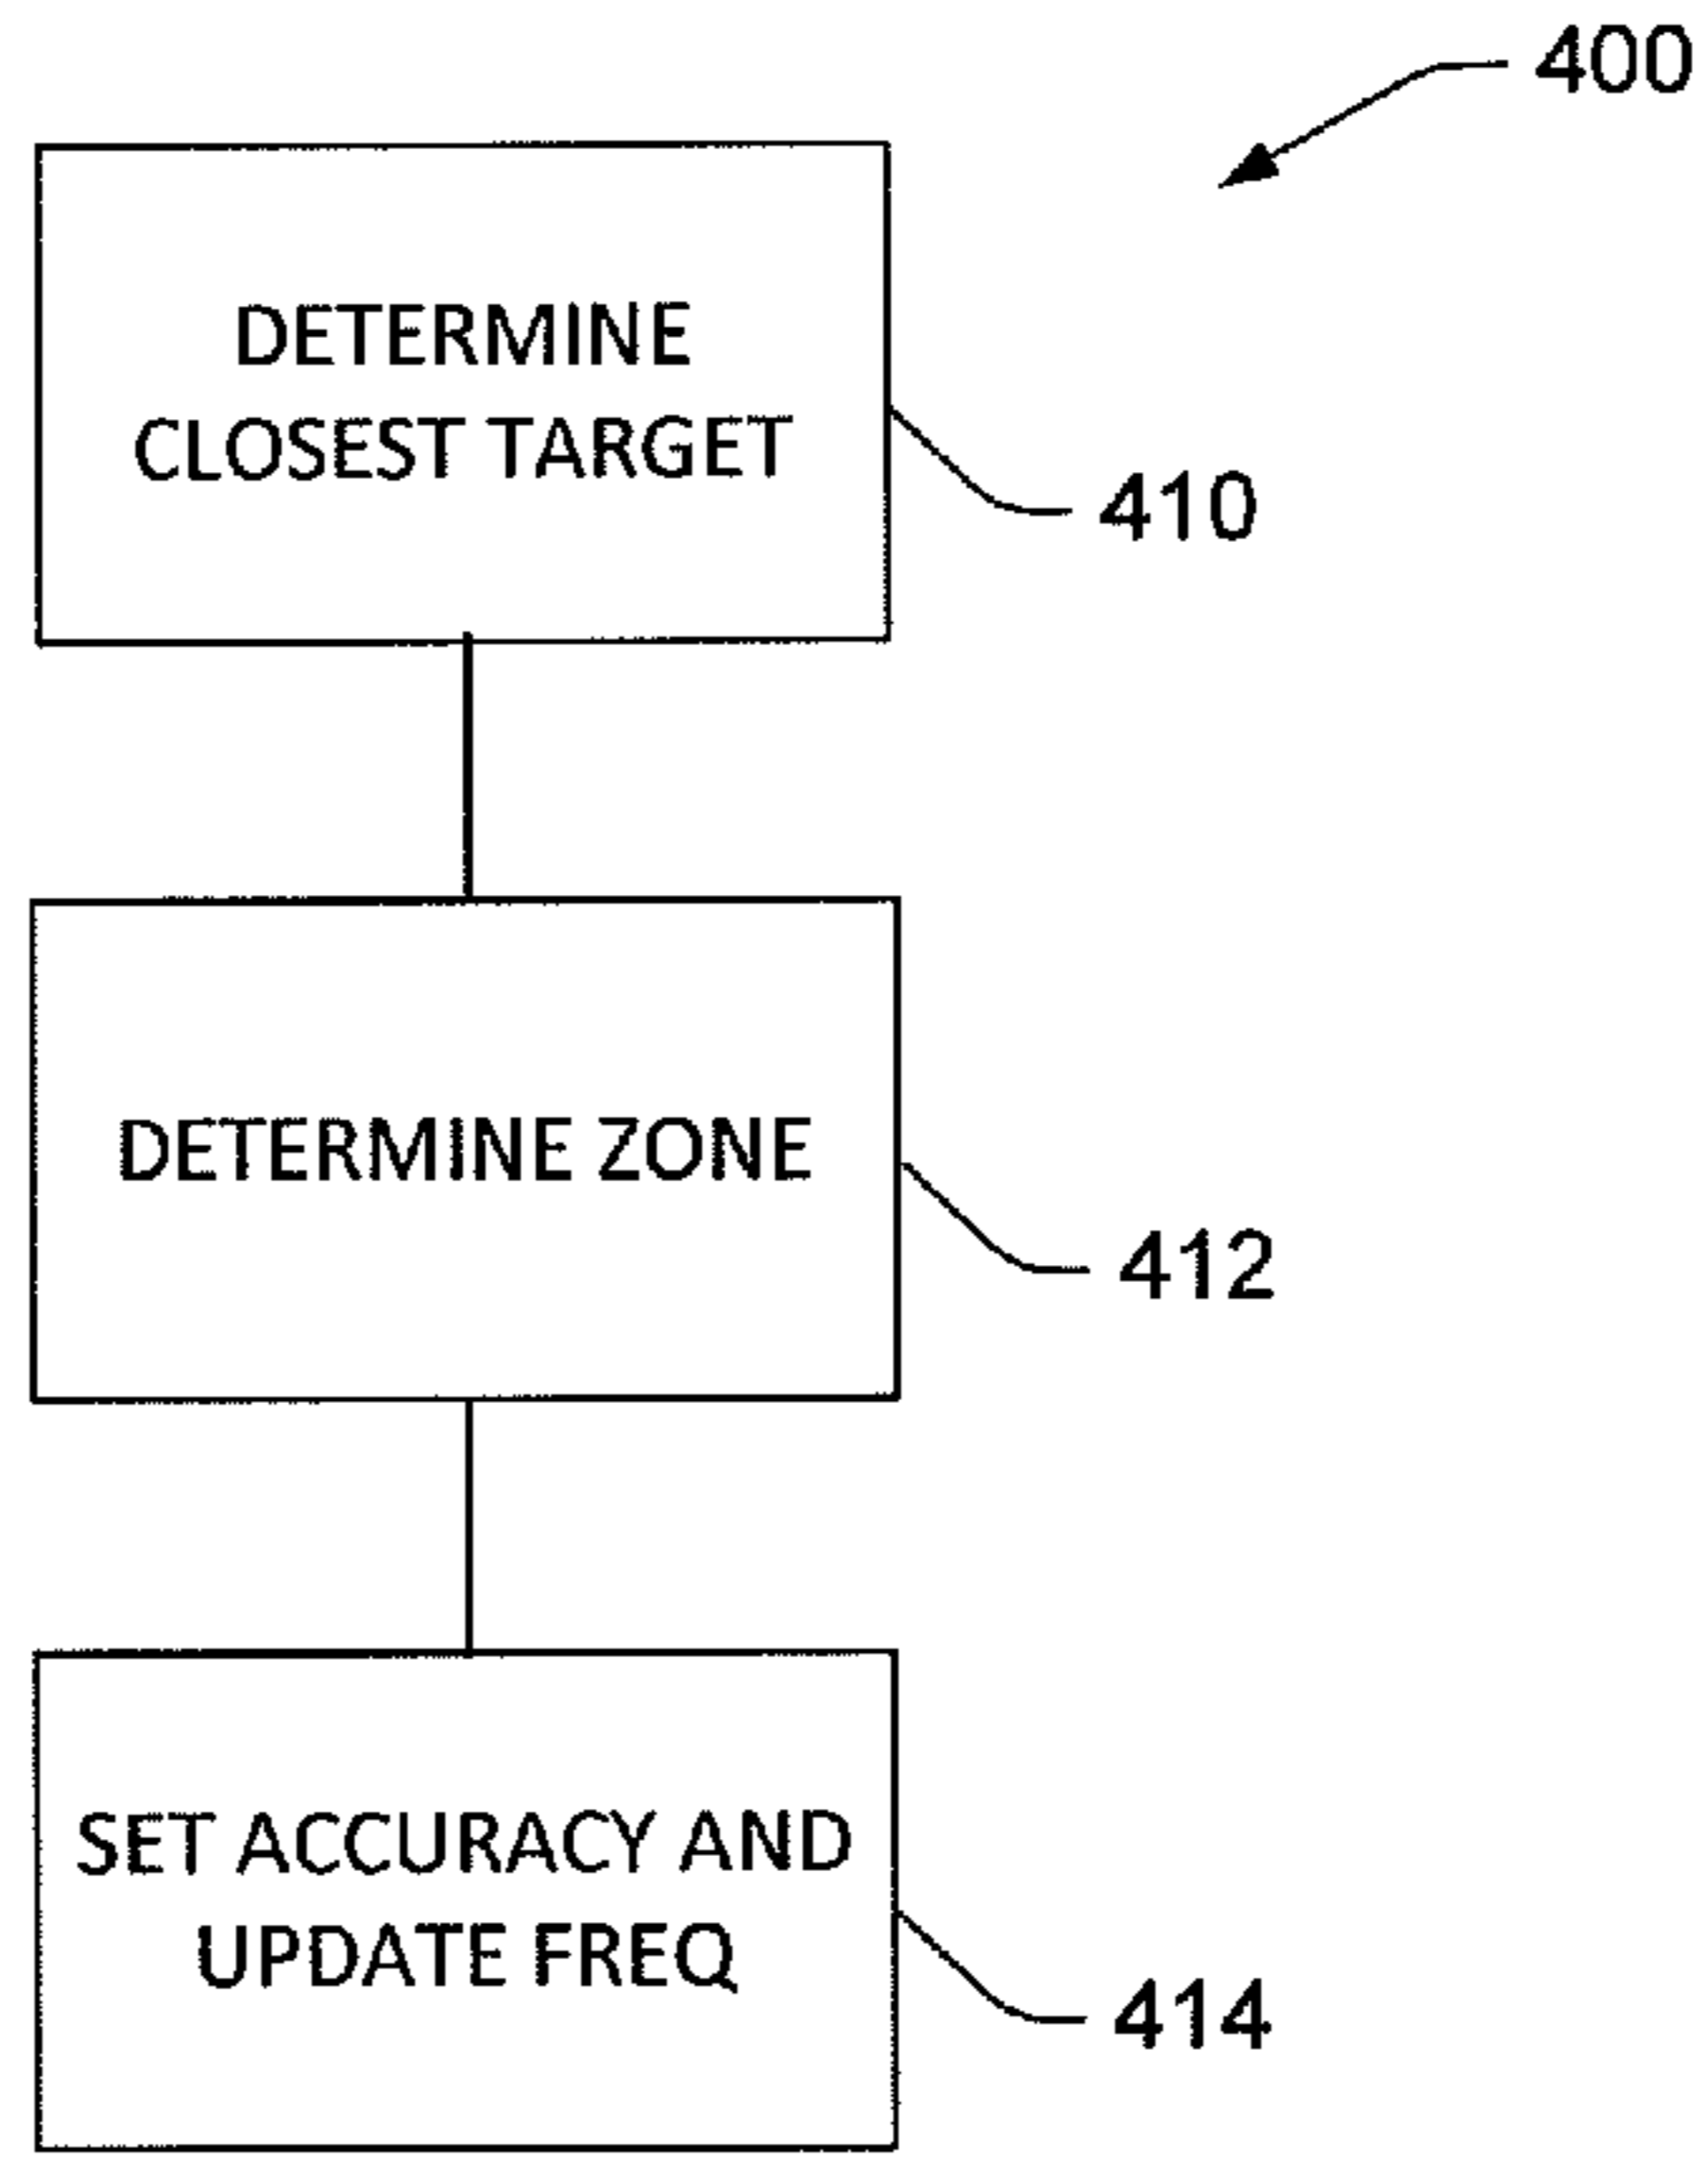 400
DETERMINE
CLOSEST TARGET
410
DETERMINE ZONE
412
SET ACCURACY AND
UPDATE FREQ
414